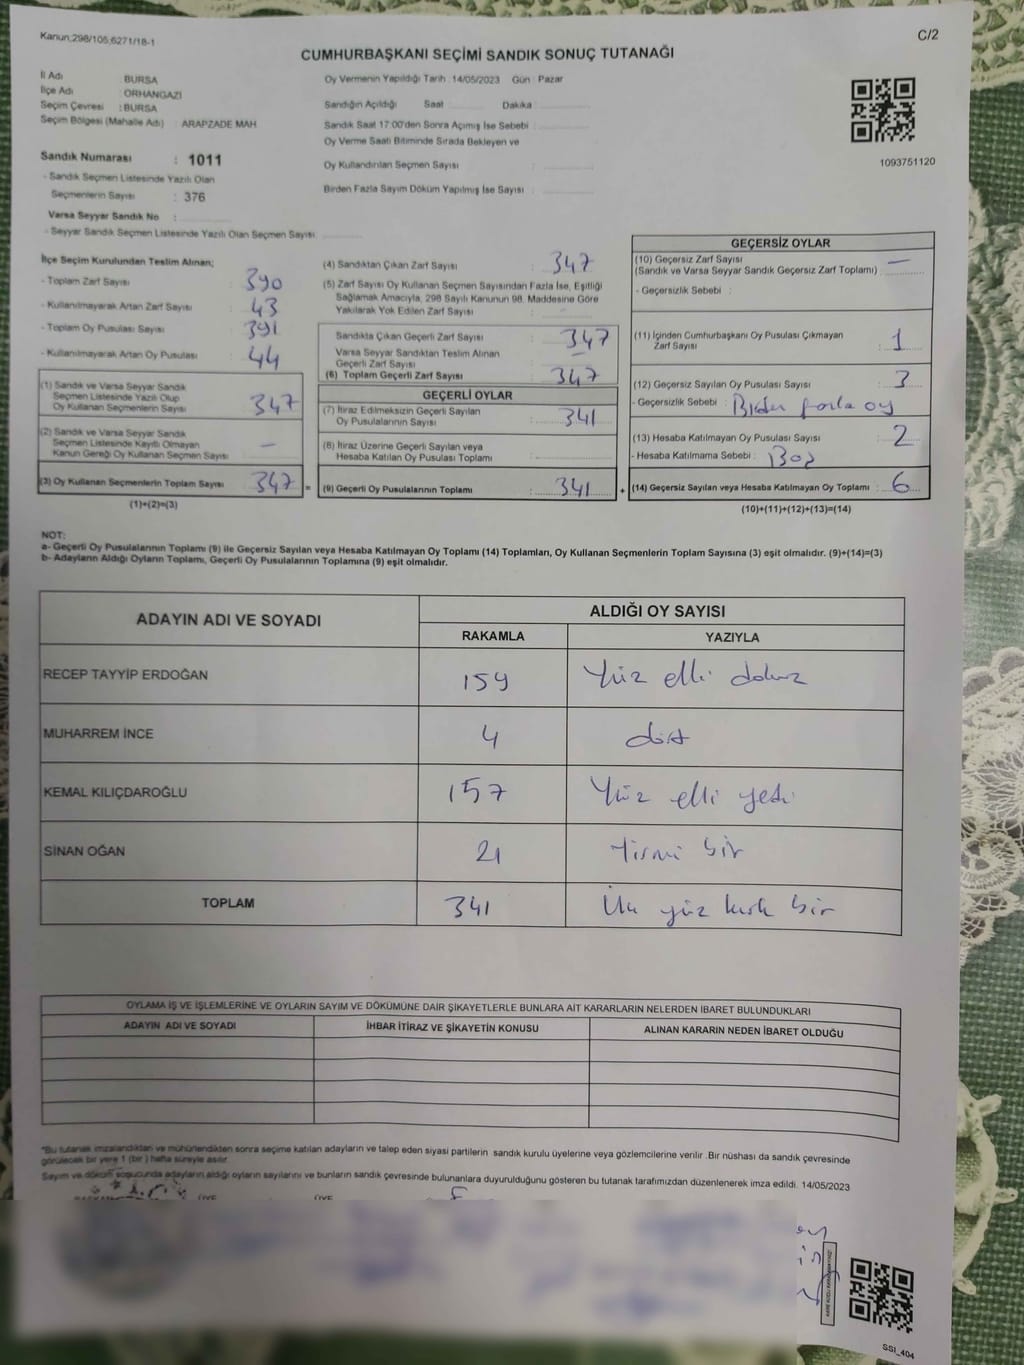 Kanun,298/105,6271/18-1
C/2
CUMHURBAŞKANI SEÇİMİ SANDIK SONUÇ TUTANAĞI
İl Adı : BURSA
İlçe Adı : ORHANGAZİ
Seçim Çevresi : BURSA
Seçim Bölgesi (Mahalle Adı) : ARAPZADE MAH
Sandık Numarası : 1011
- Sandık Seçmen Listesinde Yazılı Olan
Seçmenlerin Sayısı : 376
Varsa Seyyar Sandık No :
- Seyyar Sandık Seçmen Listesinde Yazılı Olan Seçmen Sayısı:
Oy Vermenin Yapıldığı Tarih :14/05/2023 Gün : Pazar
Sandığın Açıldığı Saat Dakika
Sandık Saat 17:00'den Sonra Açımış İse Sebebi :
Oy Verme Saati Bitiminde Sırada Bekleyen ve
Oy Kullandırılan Seçmen Sayısı :
Birden Fazla Sayım Döküm Yapılmış İse Sayısı :
1093751120
İlçe Seçim Kurulundan Teslim Alınan;
- Toplam Zarf Sayısı : 390
- Kullanılmayarak Artan Zarf Sayısı : 43
- Toplam Oy Pusulası Sayısı : 391
- Kullanılmayarak Artan Oy Pusulası : 44
(1) Sandık ve Varsa Seyyar Sandık
Seçmen Listesinde Yazılı Olup
Oy Kullanan Seçmenlerin Sayısı : 347
(2) Sandık ve Varsa Seyyar Sandık
Seçmen Listesinde Kayıtlı Olmayan
Kanun Gereği Oy Kullanan Seçmen Sayısı : —
(3) Oy Kullanan Seçmenlerin Toplam Sayısı : 347 =
(1)+(2)=(3)
(4) Sandıktan Çıkan Zarf Sayısı : 347
(5) Zarf Sayısı Oy Kullanan Seçmen Sayısından Fazla İse, Eşitliği
Sağlamak Amacıyla, 298 Sayılı Kanunun 98. Maddesine Göre
Yakılarak Yok Edilen Zarf Sayısı :
Sandıkta Çıkan Geçerli Zarf Sayısı : 347
Varsa Seyyar Sandıktan Teslim Alınan
Geçerli Zarf Sayısı :
(6) Toplam Geçerli Zarf Sayısı : 347
GEÇERLİ OYLAR
(7) İtiraz Edilmeksizin Geçerli Sayılan
Oy Pusulalarının Sayısı : 341
(8) İtiraz Üzerine Geçerli Sayılan veya
Hesaba Katılan Oy Pusulası Toplamı :
(9) Geçerli Oy Pusulalarının Toplamı : 341 +
GEÇERSİZ OYLAR
(10) Geçersiz Zarf Sayısı
(Sandık ve Varsa Seyyar Sandık Geçersiz Zarf Toplamı) : —
- Geçersizlik Sebebi :
(11) İçinden Cumhurbaşkanı Oy Pusulası Çıkmayan
Zarf Sayısı : 1
(12) Geçersiz Sayılan Oy Pusulası Sayısı : 3
- Geçersizlik Sebebi : Birden fazla oy
(13) Hesaba Katılmayan Oy Pusulası Sayısı : 2
- Hesaba Katılmama Sebebi : Boş
(14) Geçersiz Sayılan veya Hesaba Katılmayan Oy Toplamı : 6
(10)+(11)+(12)+(13)=(14)
NOT:
a- Geçerli Oy Pusulalarının Toplamı (9) ile Geçersiz Sayılan veya Hesaba Katılmayan Oy Toplamı (14) Toplamları, Oy Kullanan Seçmenlerin Toplam Sayısına (3) eşit olmalıdır. (9)+(14)=(3)
b- Adayların Aldığı Oyların Toplamı, Geçerli Oy Pusulalarının Toplamına (9) eşit olmalıdır.
ADAYIN ADI VE SOYADI
ALDIĞI OY SAYISI
RAKAMLA YAZIYLA
RECEP TAYYİP ERDOĞAN 159 Yüz elli dokuz
MUHARREM İNCE 4 dört
KEMAL KILIÇDAROĞLU 157 Yüz elli yedi
SİNAN OĞAN 21 Yirmi bir
TOPLAM 341 Üç yüz kırk bir
OYLAMA İŞ VE İŞLEMLERİNE VE OYLARIN SAYIM VE DÖKÜMÜNE DAİR ŞİKAYETLERLE BUNLARA AİT KARARLARIN NELERDEN İBARET BULUNDUKLARI
ADAYIN ADI VE SOYADI İHBAR İTİRAZ VE ŞİKAYETİN KONUSU ALINAN KARARIN NEDEN İBARET OLDUĞU
*Bu tutanak imzalandıktan ve mühürlendikten sonra seçime katılan adayların ve talep eden siyasi partilerin sandık kurulu üyelerine veya gözlemcilerine verilir .Bir nüshası da sandık çevresinde
görülecek bir yere 1 (bir ) hafta süreyle asılır.
Sayım ve döküm sonucunda adayların aldığı oyların sayılarını ve bunların sandık çevresinde bulunanlara duyurulduğunu gösteren bu tutanak tarafımızdan düzenlenerek imza edildi. 14/05/2023
ÜYE ÜYE
SSI_404